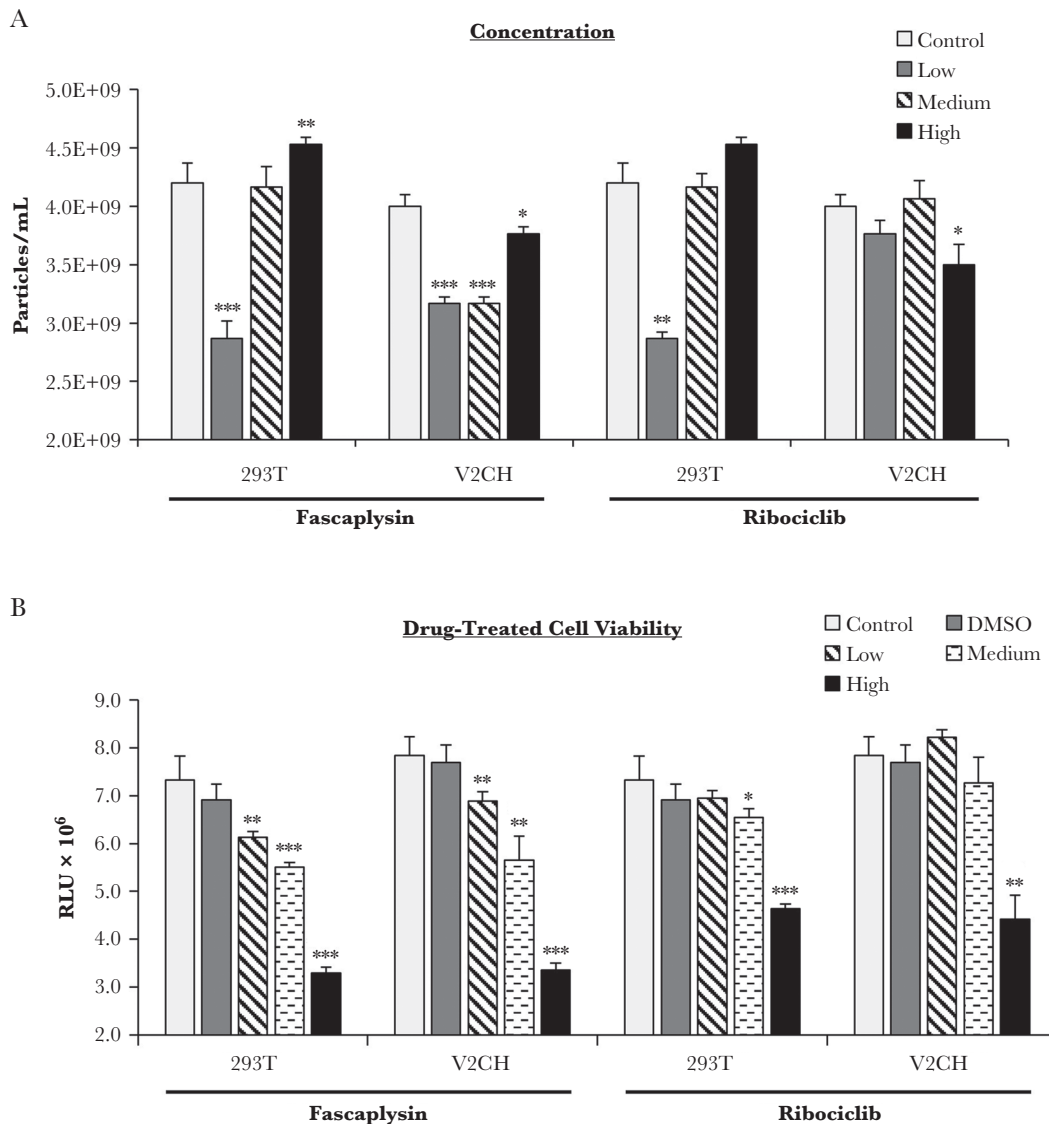 A
Concentration
Control
Low
Medium
High
5.0E+09
4.5E+09
4.0E+09
3.5E+09
3.0E+09
2.5E+09
2.0E+09
Particles/mL
***
**
***
***
*
**
*
293T
V2CH
293T
V2CH
Fascaplysin
Ribociclib
B
Drug-Treated Cell Viability
Control
DMSO
Low
Medium
High
9.0
8.0
7.0
6.0
5.0
4.0
3.0
2.0
RLU × 10⁶
**
***
***
**
**
***
*
***
**
293T
V2CH
293T
V2CH
Fascaplysin
Ribociclib